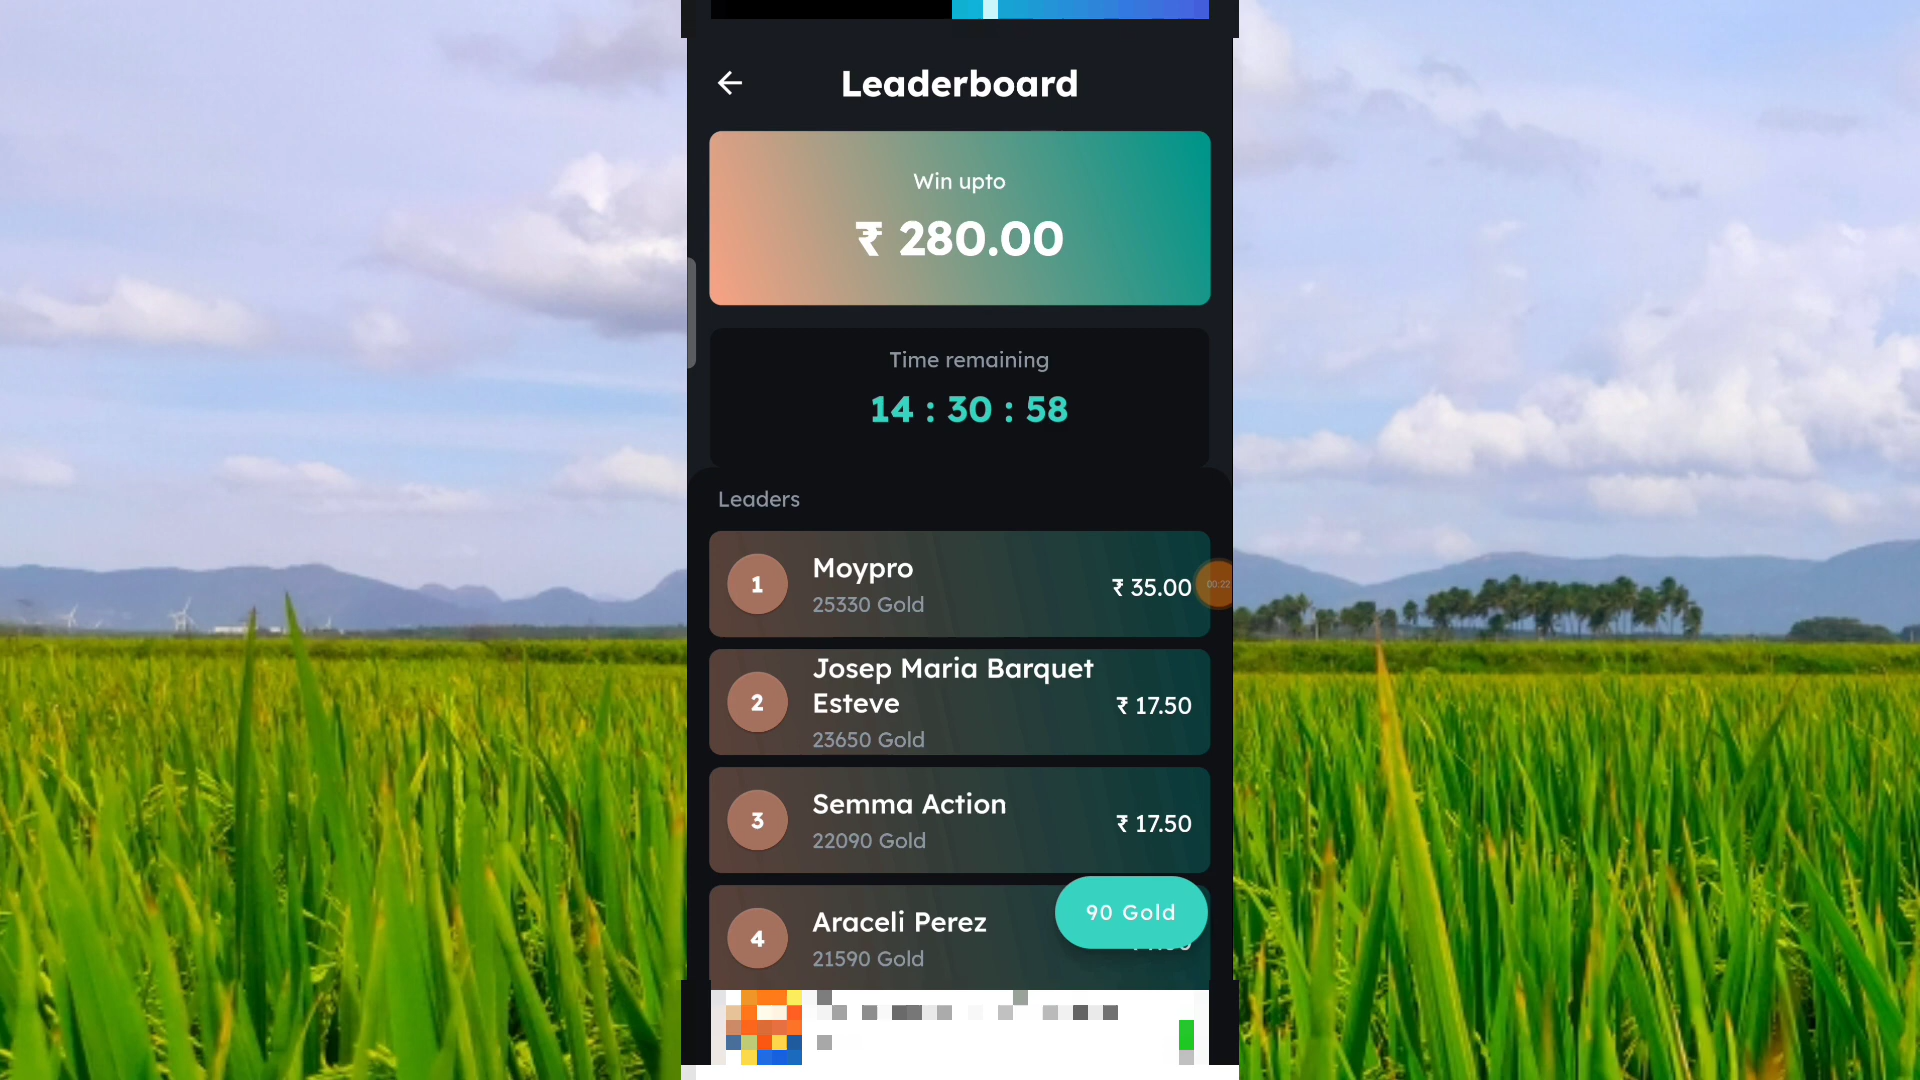 Leaderboard
Win upto
₹ 280.00
Time remaining
14 : 30 : 58
Leaders
1
Moypro
25330 Gold
₹ 35.00
00:22
2
Josep Maria Barquet
Esteve
23650 Gold
₹ 17.50
3
Semma Action
22090 Gold
₹ 17.50
4
Araceli Perez
21590 Gold
90 Gold